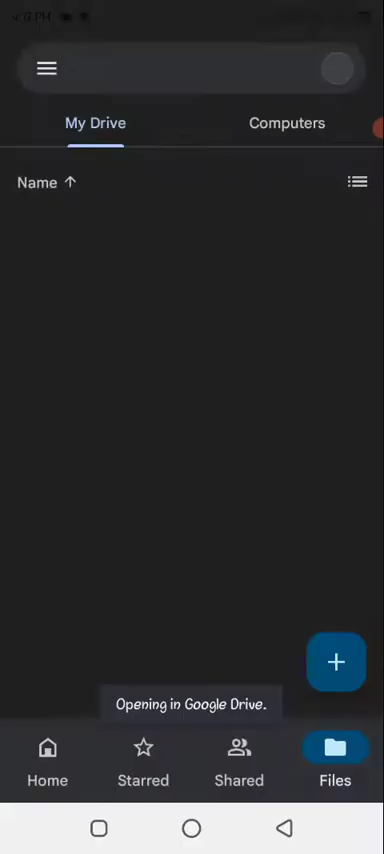 My Drive
Computers
Name
Opening in Google Drive.
Home
Starred
Shared
Files